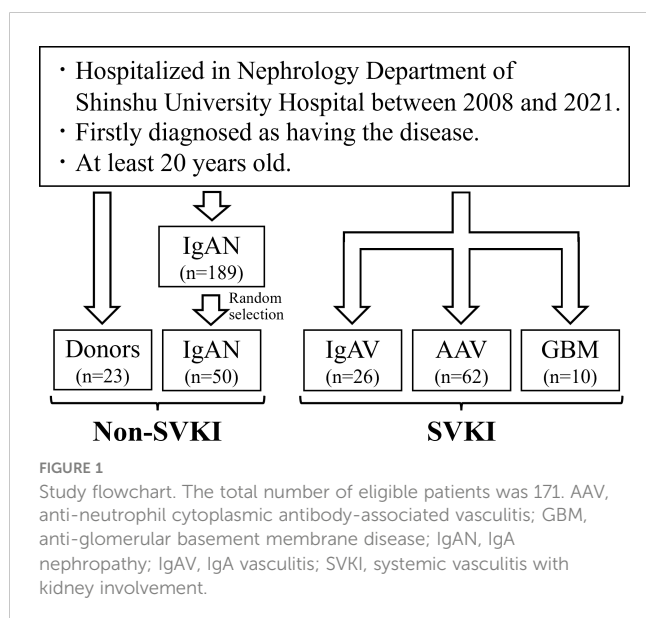 ・Hospitalized in Nephrology Department of
Shinshu University Hospital between 2008 and 2021.
・Firstly diagnosed as having the disease.
・At least 20 years old.
IgAN
(n=189)
Random
selection
Donors
(n=23)
IgAN
(n=50)
IgAV
(n=26)
AAV
(n=62)
GBM
(n=10)
Non-SVKI
SVKI
FIGURE 1
Study flowchart. The total number of eligible patients was 171. AAV,
anti-neutrophil cytoplasmic antibody-associated vasculitis; GBM,
anti-glomerular basement membrane disease; IgAN, IgA
nephropathy; IgAV, IgA vasculitis; SVKI, systemic vasculitis with
kidney involvement.